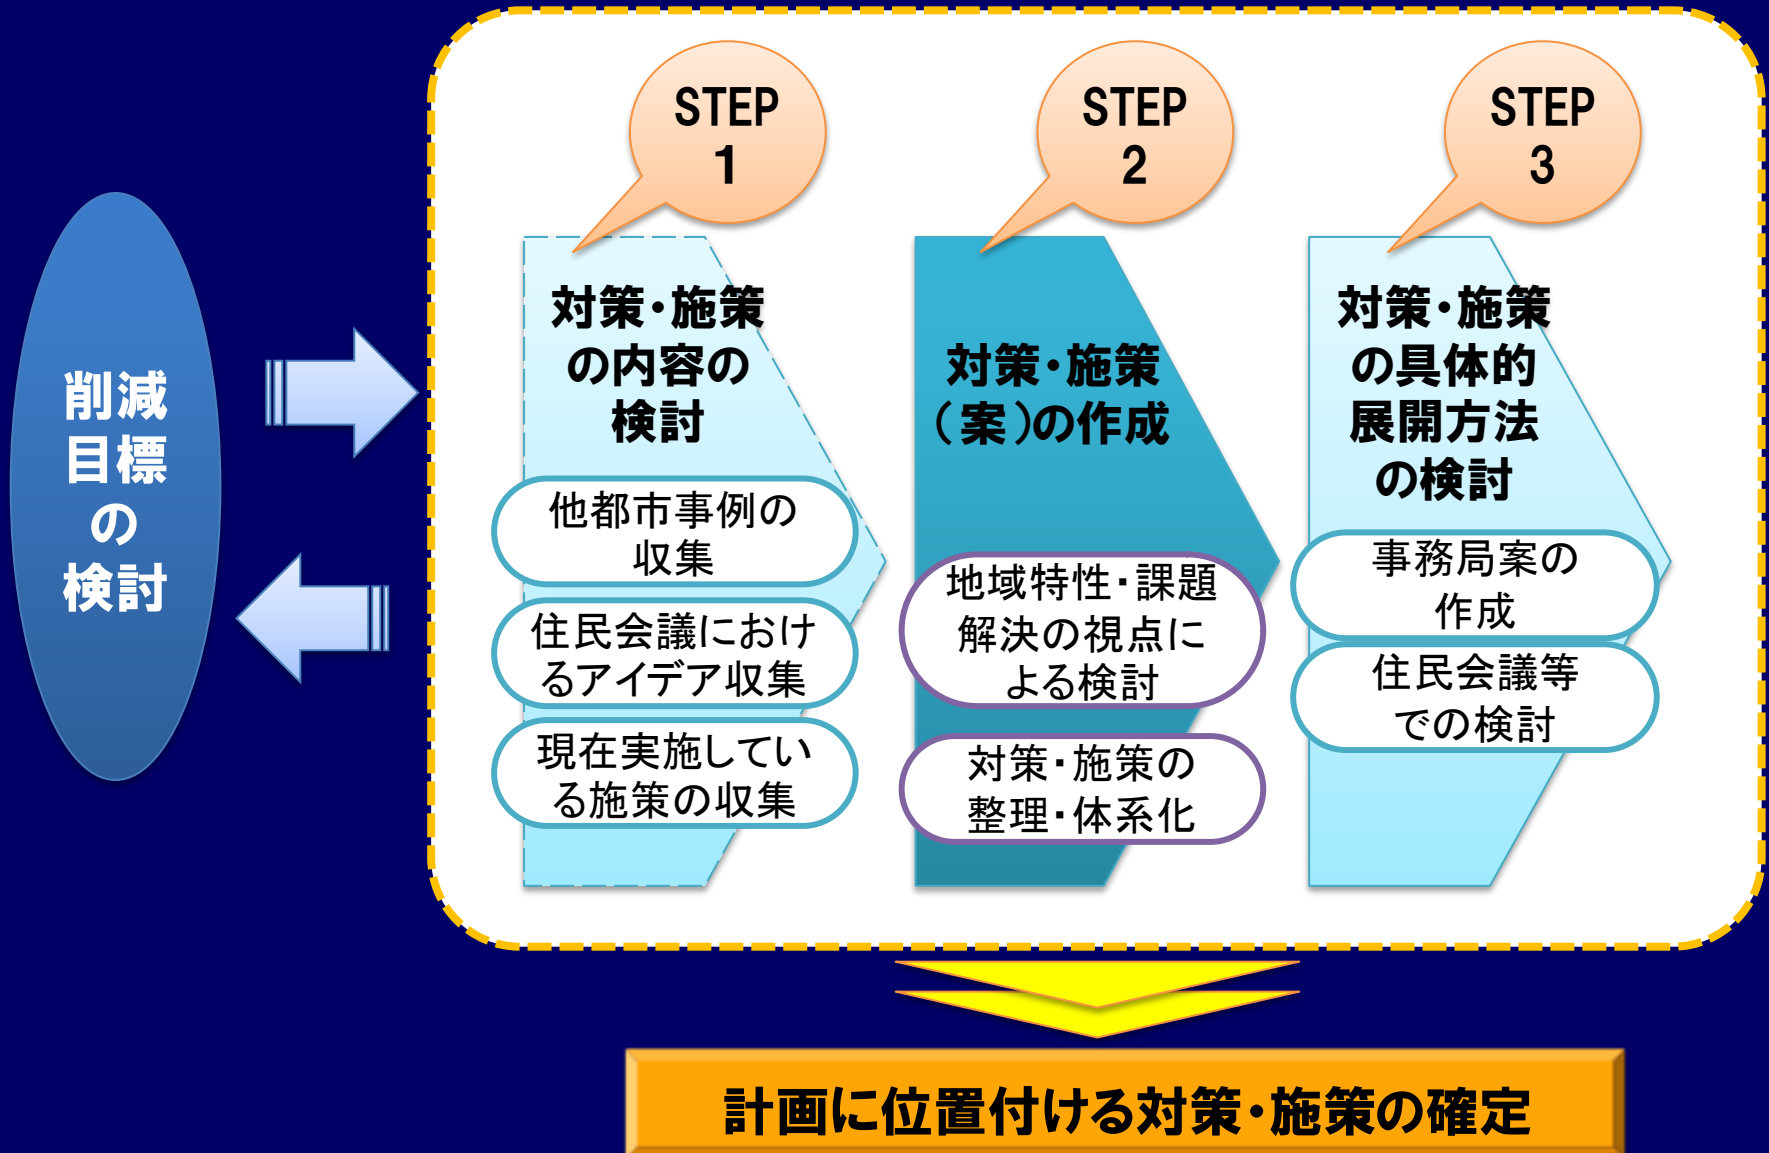 削減
目標
の
検討
STEP
1
対策・施策
の内容の
検討
他都市事例の
収集
住民会議におけ
るアイデア収集
現在実施してい
る施策の収集
STEP
2
対策・施策
（案）の作成
地域特性・課題
解決の視点に
よる検討
対策・施策の
整理・体系化
STEP
3
対策・施策
の具体的
展開方法
の検討
事務局案の
作成
住民会議等
での検討
計画に位置付ける対策・施策の確定